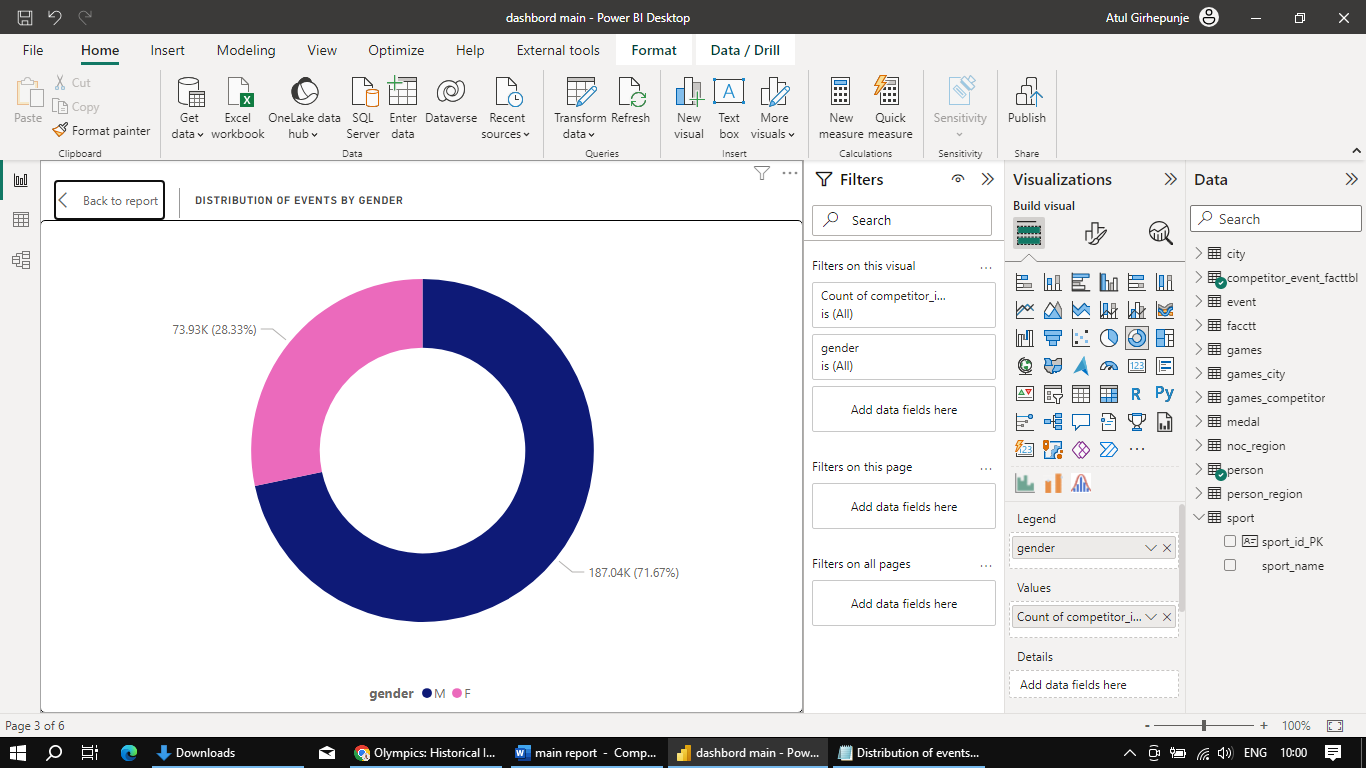 dashbord main - Power BI Desktop
Atul Girhepunje
File Home Insert Modeling View Optimize Help External tools Format Data / Drill
Paste
Cut
Copy
Format painter
Clipboard
Get data
Excel workbook
OneLake data hub
SQL Server
Enter data
Dataverse
Recent sources
Data
Transform data
Refresh
Queries
New visual
Text box
More visuals
Insert
New measure
Quick measure
Calculations
Sensitivity
Sensitivity
Publish
Share
Back to report
DISTRIBUTION OF EVENTS BY GENDER
73.93K (28.33%)
187.04K (71.67%)
gender M F
Filters
Search
Filters on this visual ...
Count of competitor_i...
is (All)
gender
is (All)
Add data fields here
Filters on this page ...
Add data fields here
Filters on all pages ...
Add data fields here
Visualizations
Build visual
123
R
Py
123
...
Legend
gender
Values
Count of competitor_i...
Details
Add data fields here
Data
Search
city
competitor_event_facttbl
event
facctt
games
games_city
games_competitor
medal
noc_region
person
person_region
sport
sport_id_PK
sport_name
Page 3 of 6
- + 100%
Downloads
Olympics: Historical I...
main report - Comp...
dashbord main - Pow...
Distribution of events...
ENG
10:00